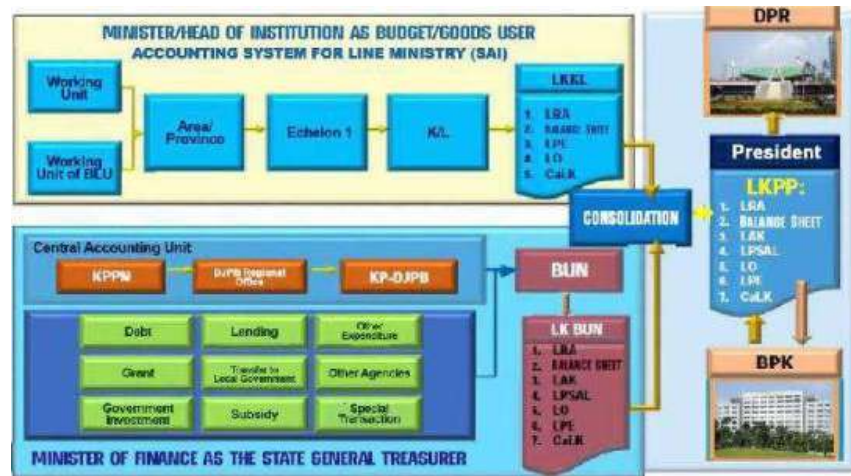 MINISTER/HEAD OF INSTITUTION AS BUDGET/GOODS USER
ACCOUNTING SYSTEM FOR LINE MINISTRY (SAI)
Working
Unit
Working
Unit of BLU
Area/
Province
Echelon 1
K/L
LKKL
1. LRA
2. BALANCE SHEET
3. LPE
4. LO
5. CaLK
CONSOLIDATION
Central Accounting Unit
KPPN
DJPB Regional
Office
KP-DJPB
BUN
Debt
Lending
Other
Expenditure
Grant
Transfer to
Local Government
Other Agencies
Government
Investment
Subsidy
Special
Transaction
MINISTER OF FINANCE AS THE STATE GENERAL TREASURER
LK BUN
1. LRA
2. BALANCE SHEET
3. LAK
4. LPSAL
5. LO
6. LPE
7. CaLK
DPR
President
LKPP:
1. LRA
2. BALANCE SHEET
3. LAK
4. LPSAL
5. LO
6. LPE
7. CaLK
BPK